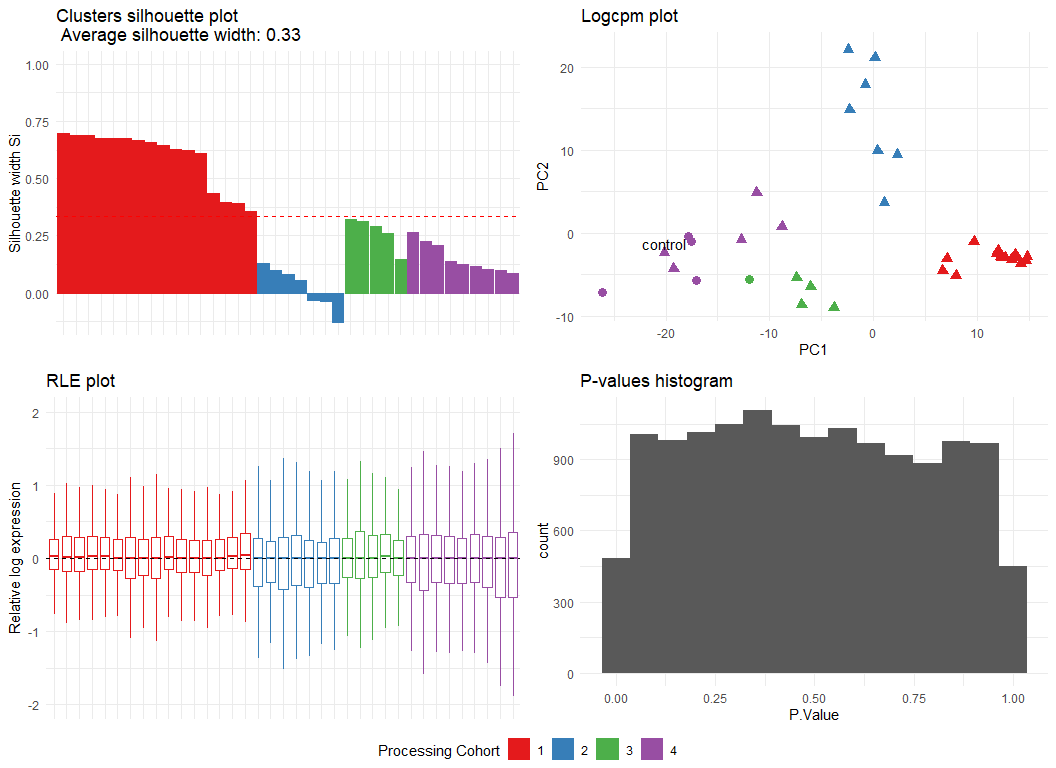 Clusters silhouette plot
Average silhouette width: 0.33
1.00
0.75
0.50
0.25
0.00
Silhouette width Si
Logcpm plot
20
10
0
-10
PC2
control
-20
-10
0
10
PC1
RLE plot
2
1
0
-1
-2
Relative log expression
P-values histogram
900
600
300
0
count
0.00
0.25
0.50
0.75
1.00
P.Value
Processing Cohort 1 2 3 4